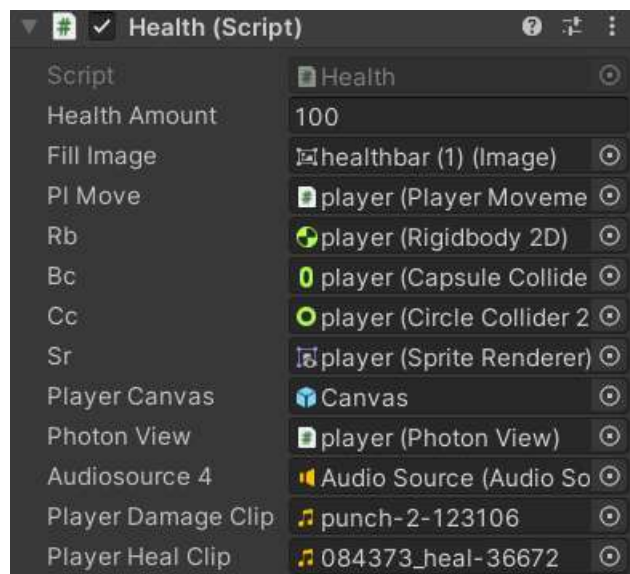 Health (Script)
Script Health
Health Amount 100
Fill Image healthbar (1) (Image)
Pl Move player (Player Moveme
Rb player (Rigidbody 2D)
Bc player (Capsule Collide
Cc player (Circle Collider 2
Sr player (Sprite Renderer)
Player Canvas Canvas
Photon View player (Photon View)
Audiosource 4 Audio Source (Audio So
Player Damage Clip punch-2-123106
Player Heal Clip 084373_heal-36672